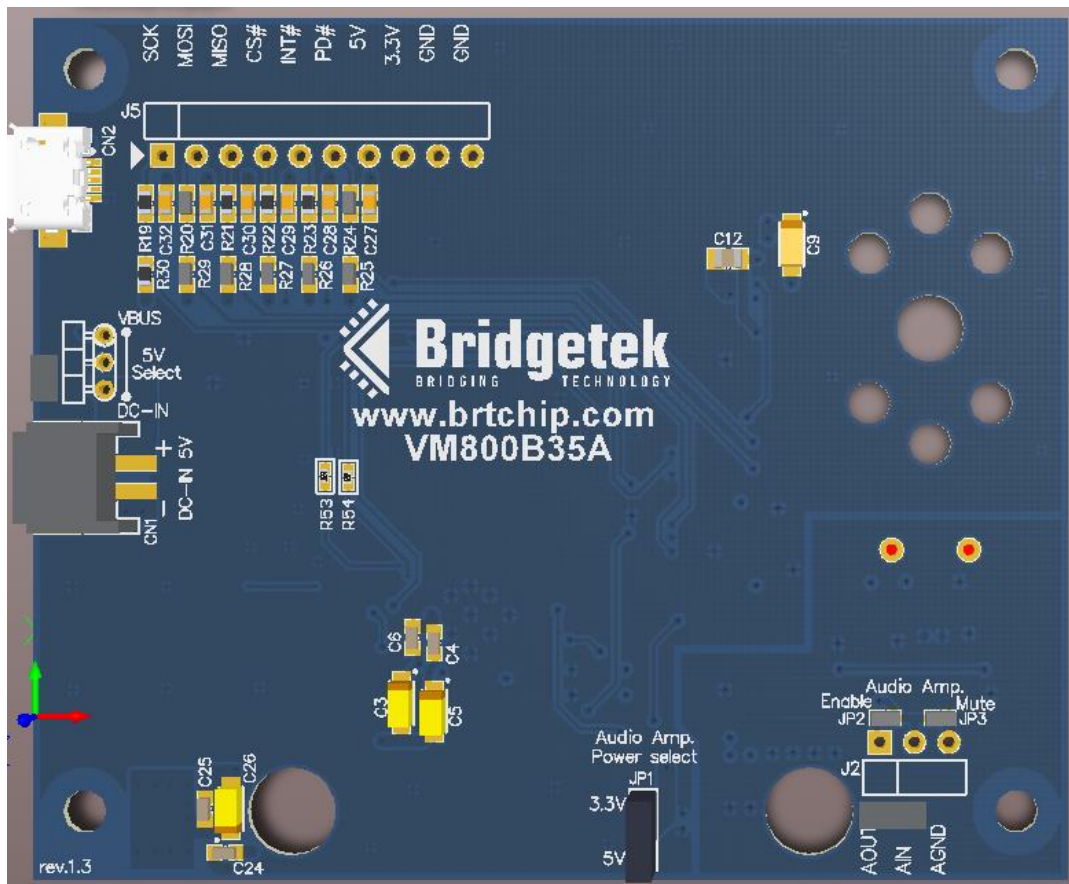 SCK
MOSI
MISO
CS#
INT#
PD#
5V
3.3V
GND
GND
J5
CN2
R19
C32
R20
C31
R21
C30
R22
C29
R23
C28
R24
C27
R30
R29
R28
R27
R26
R25
C12
C9
VBUS
5V
Select
DC-IN
Bridgetek
BRIDGING TECHNOLOGY
www.brtchip.com
VM800B35A
+
5V
DC-IN
–
CN1
R53
R54
C6
C4
C3
C5
Audio Amp.
Enable
Mute
JP2
JP3
Audio Amp.
Power select
JP1
J2
3.3V
5V
C25
C26
C24
AOUT
AIN
AGND
rev.1.3